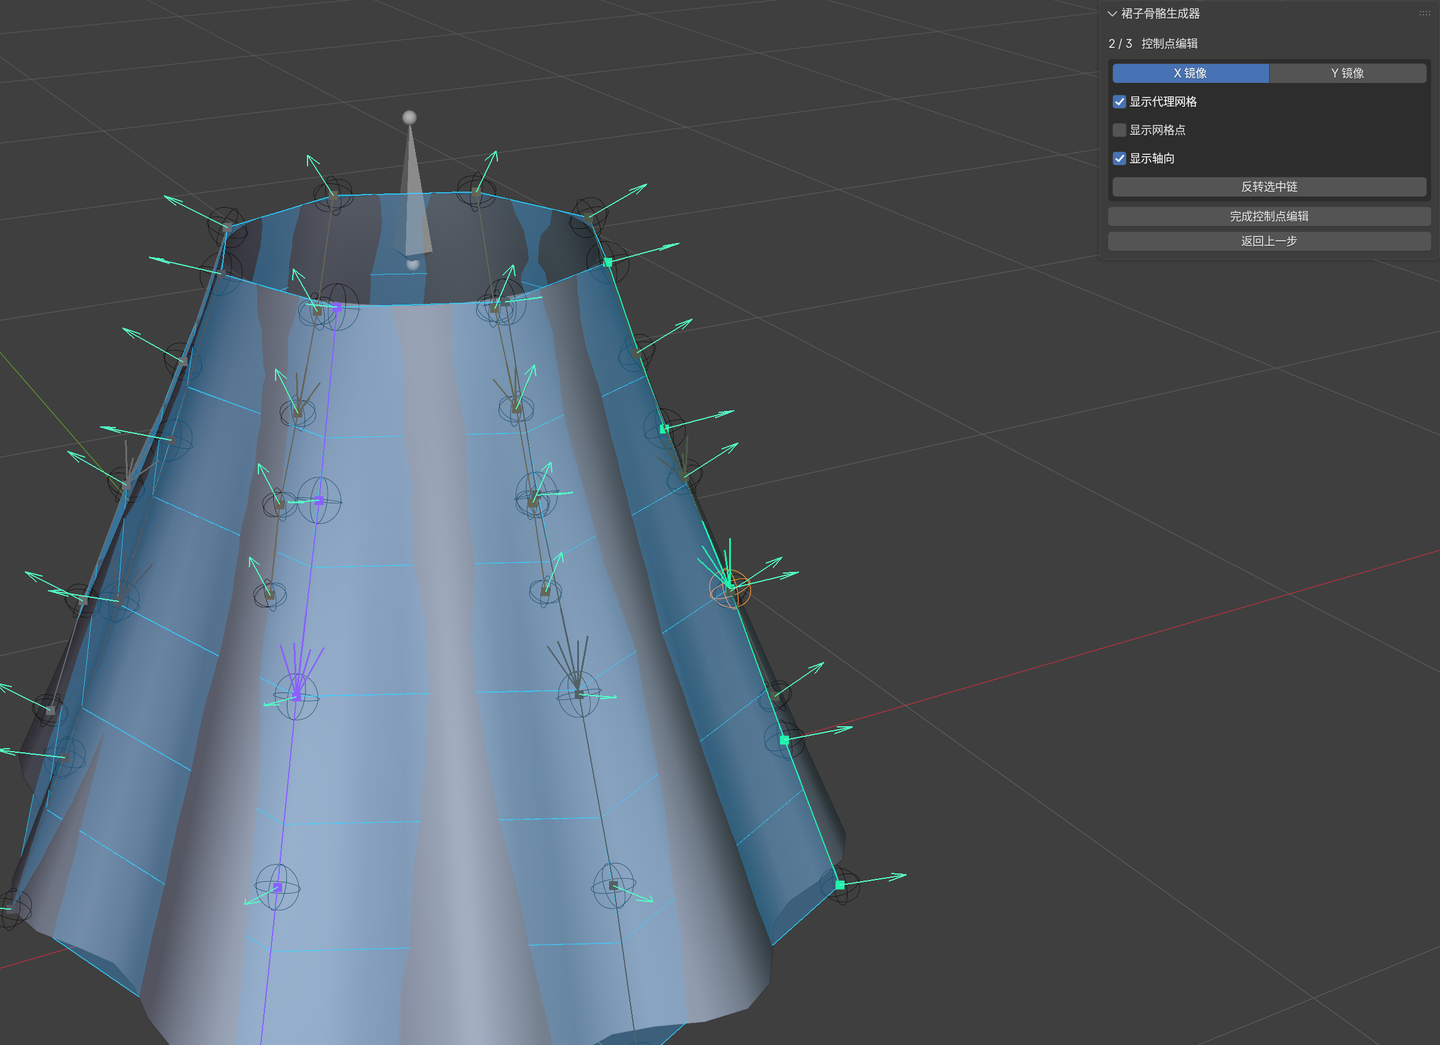 裙子骨骼生成器
2 / 3 控制点编辑
X 镜像 Y 镜像
显示代理网格
显示网格点
显示轴向
反转选中链
完成控制点编辑
返回上一步